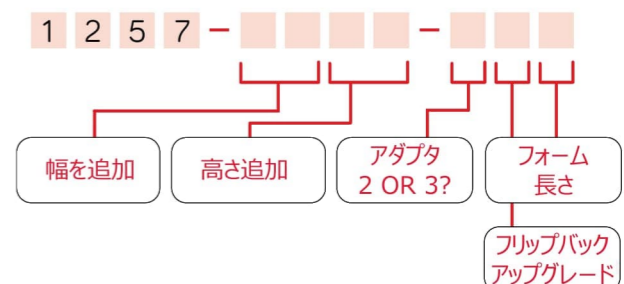 1 2 5 7 - -
幅を追加
高さ追加
アダプタ
2 OR 3?
フォーム
長さ
フリップバック
アップグレード